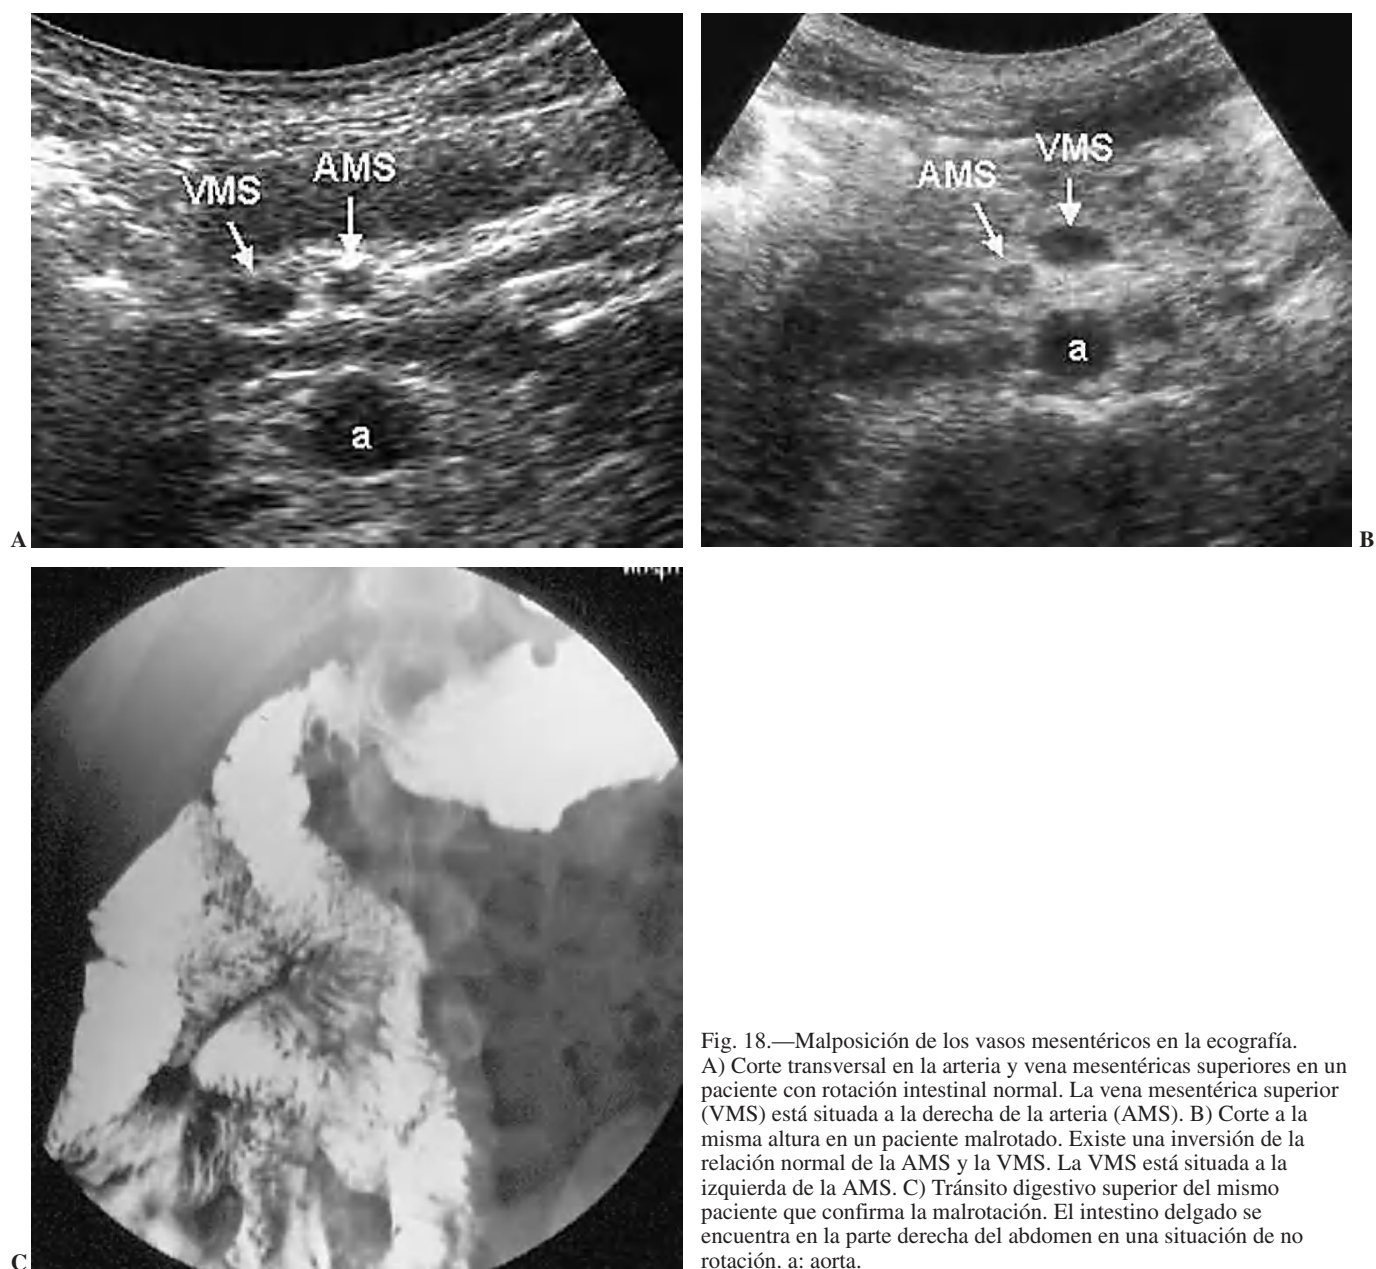 VMS
AMS
a
A
AMS
VMS
a
B
C
Fig. 18.—Malposición de los vasos mesentéricos en la ecografía.
A) Corte transversal en la arteria y vena mesentéricas superiores en un
paciente con rotación intestinal normal. La vena mesentérica superior
(VMS) está situada a la derecha de la arteria (AMS). B) Corte a la
misma altura en un paciente malrotado. Existe una inversión de la
relación normal de la AMS y la VMS. La VMS está situada a la
izquierda de la AMS. C) Tránsito digestivo superior del mismo
paciente que confirma la malrotación. El intestino delgado se
encuentra en la parte derecha del abdomen en una situación de no
rotación. a: aorta.